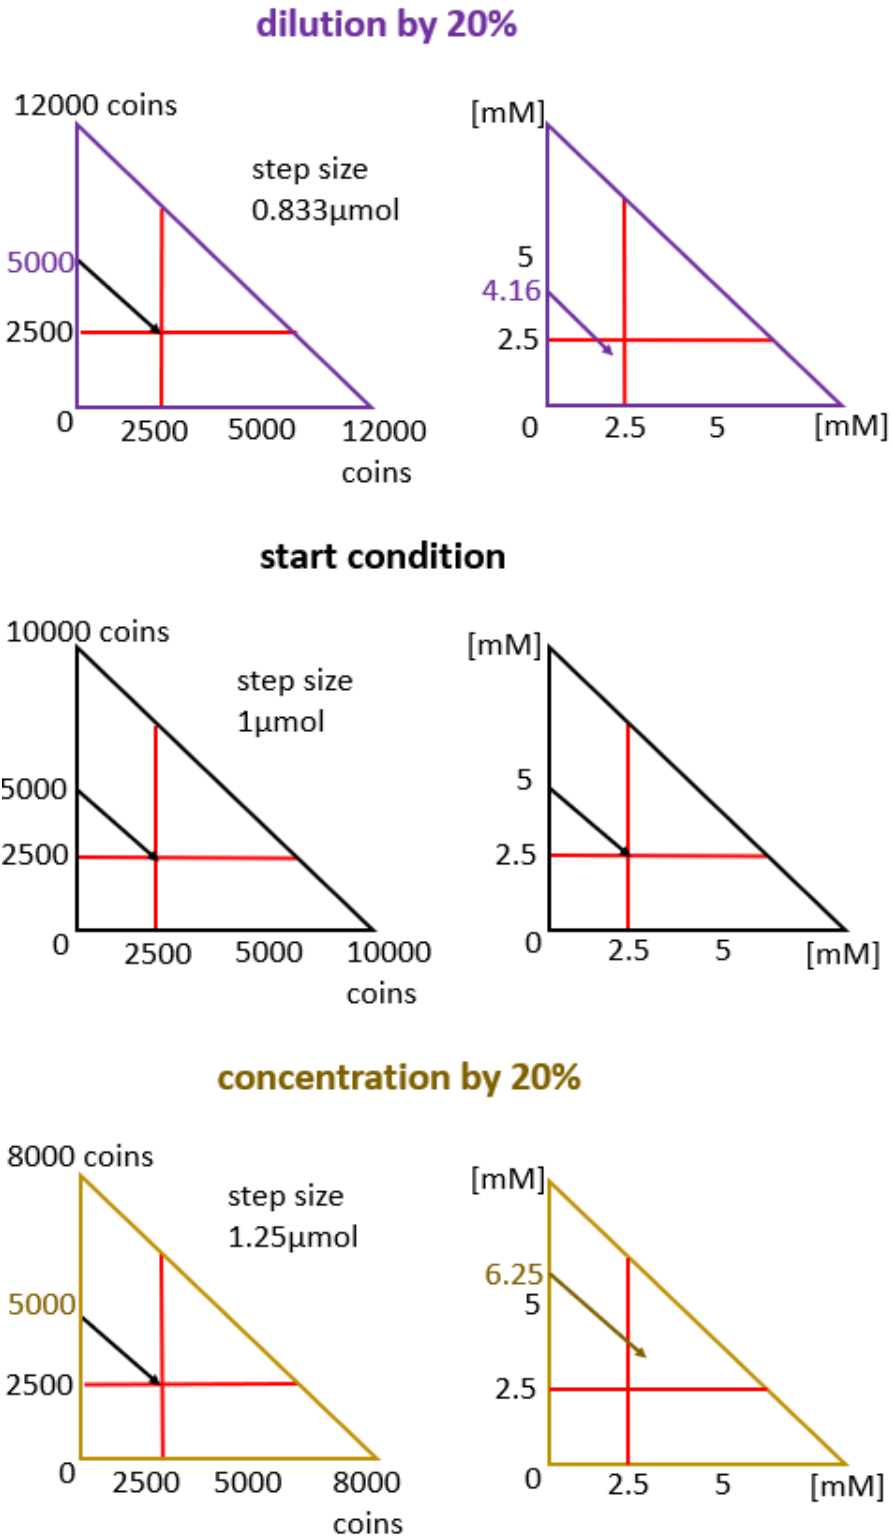 dilution by 20%
12000 coins
step size
0.833μmol
5000
2500
0
2500 5000 12000
coins
[mM]
5
4.16
2.5
0 2.5 5 [mM]
start condition
10000 coins
step size
1μmol
5000
2500
0
2500 5000 10000
coins
[mM]
5
2.5
0 2.5 5 [mM]
concentration by 20%
8000 coins
step size
1.25μmol
5000
2500
0
2500 5000 8000
coins
[mM]
6.25
5
2.5
0 2.5 5 [mM]